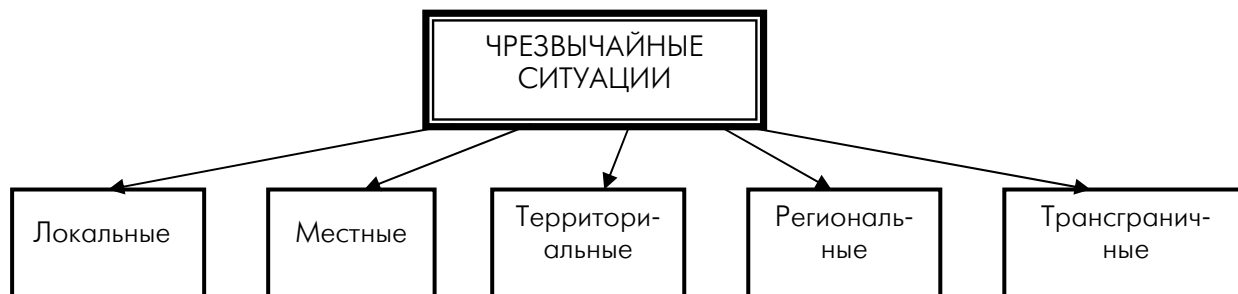 ЧРЕЗВЫЧАЙНЫЕ
СИТУАЦИИ
Локальные
Местные
Территори-
альные
Региональ-
ные
Трансгранич-
ные